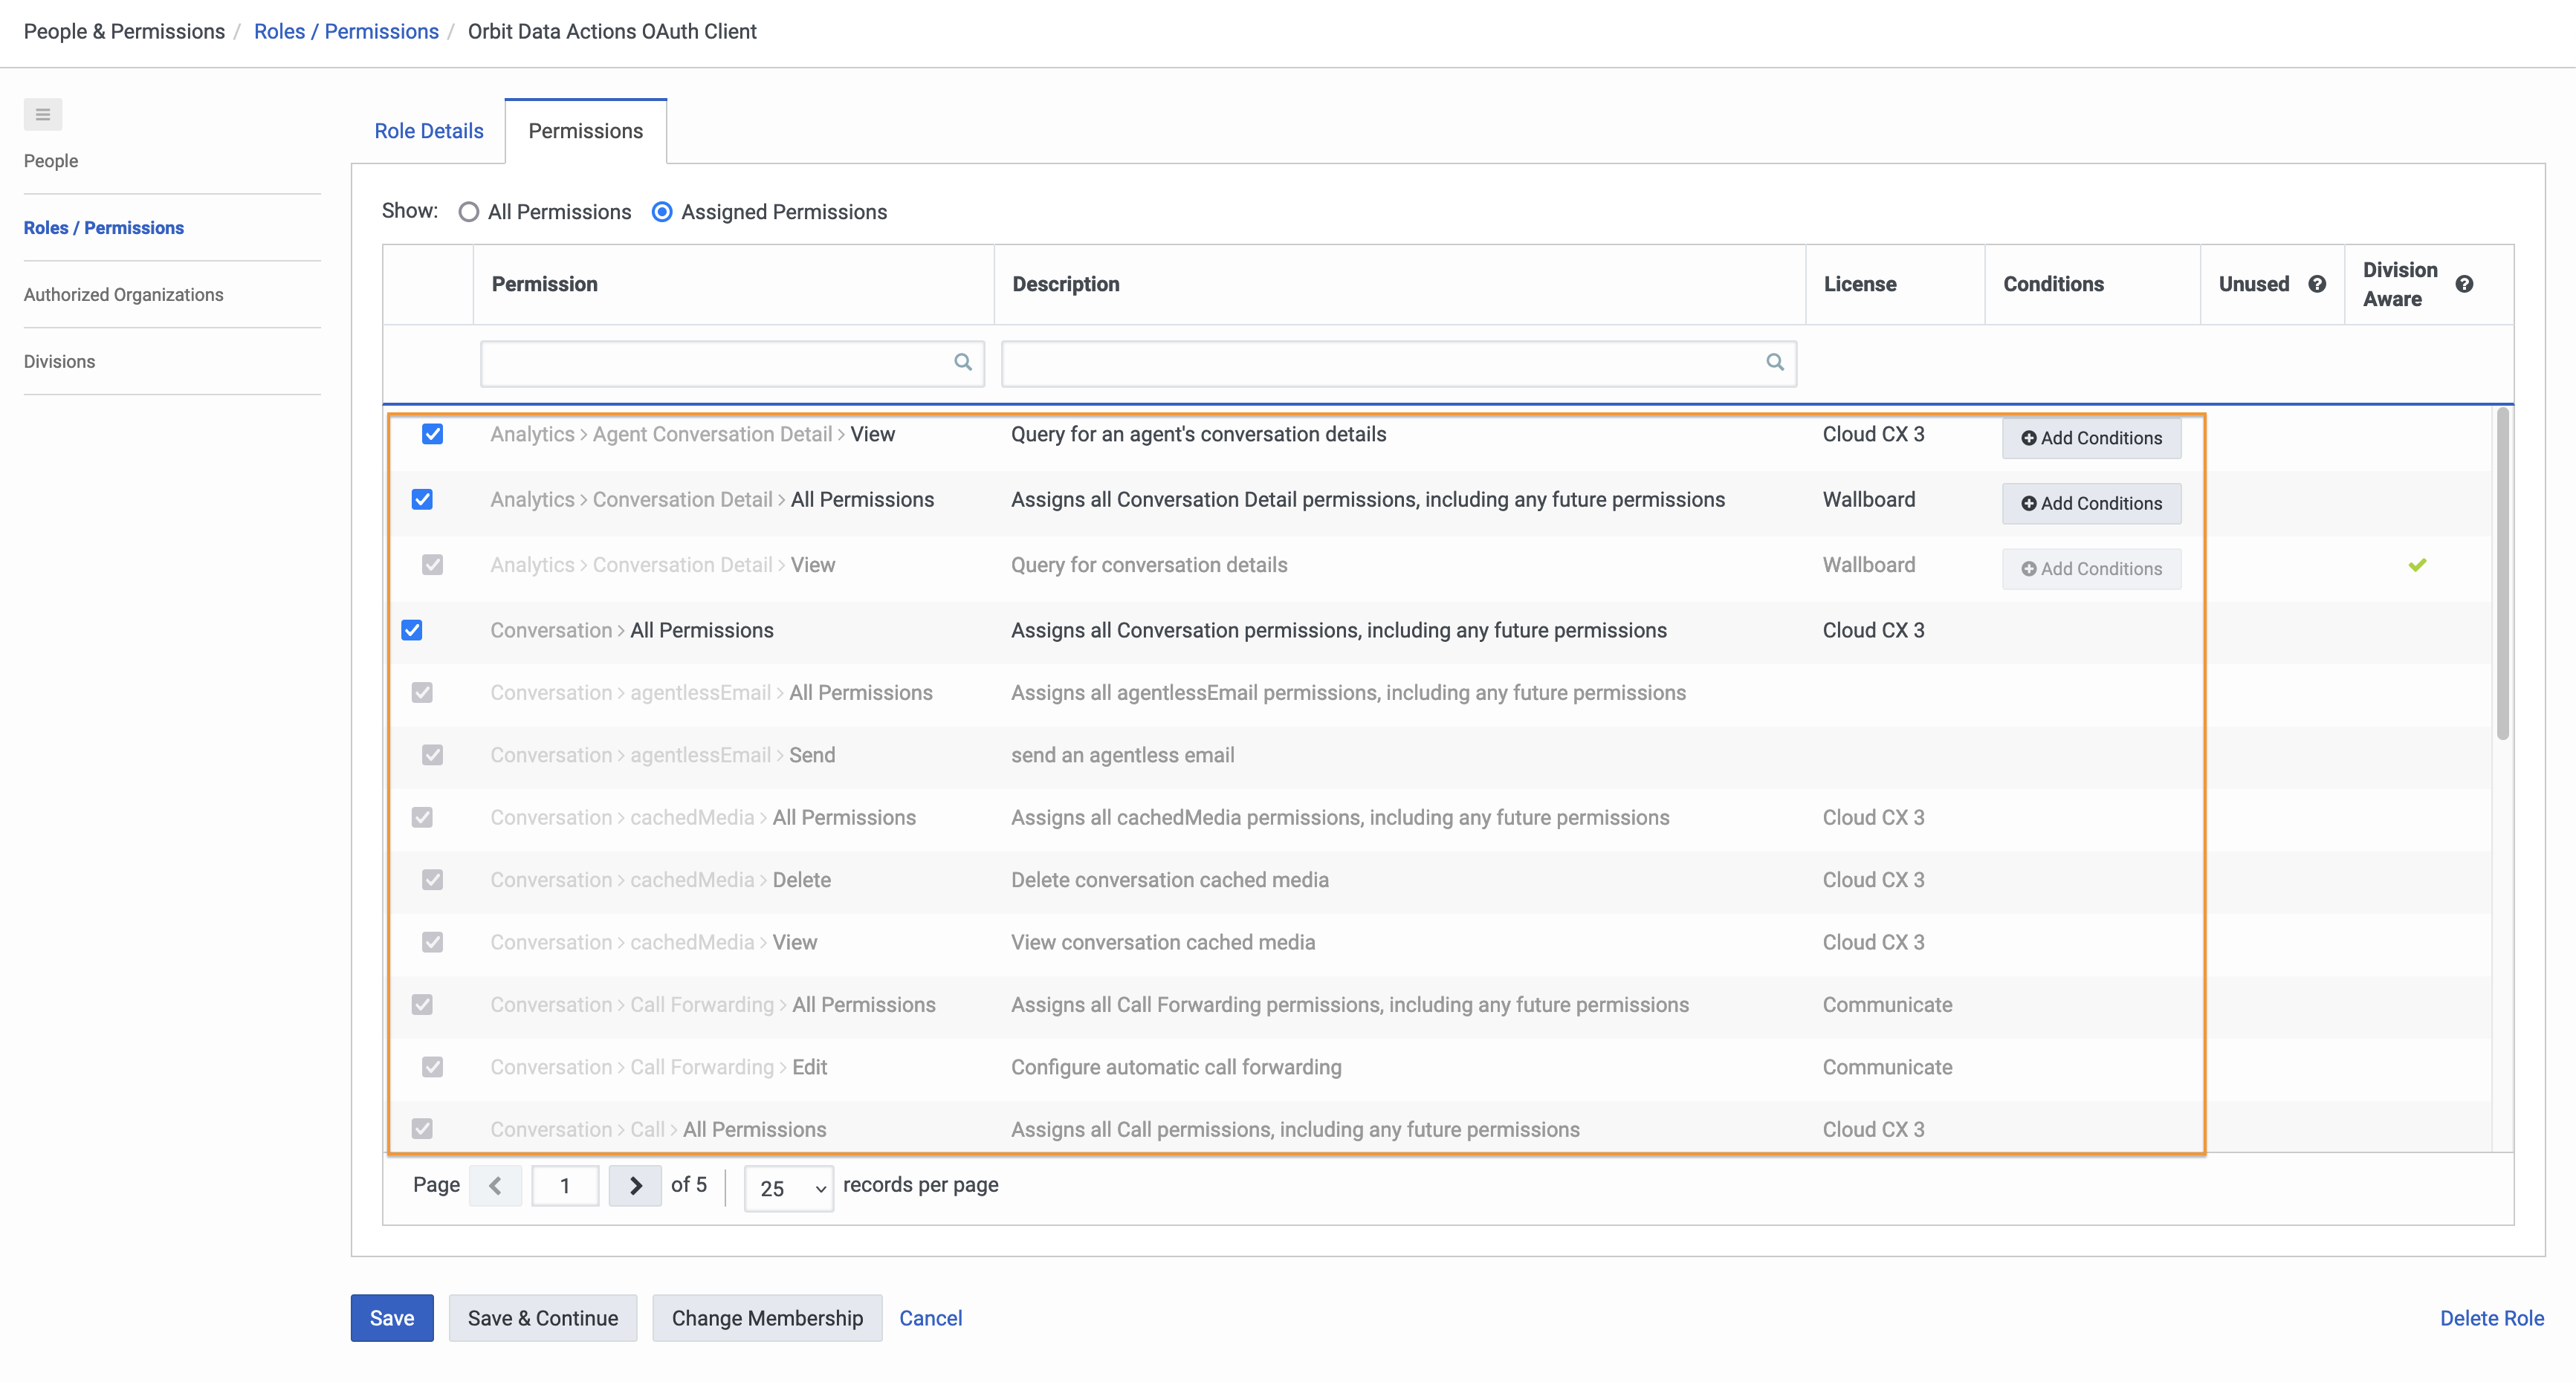 People & Permissions / Roles / Permissions / Orbit Data Actions OAuth Client
People
Roles / Permissions
Authorized Organizations
Divisions
Role Details Permissions
Show: All Permissions Assigned Permissions
Permission Description License Conditions Unused Division Aware
Analytics > Agent Conversation Detail > View Query for an agent's conversation details Cloud CX 3 Add Conditions
Analytics > Conversation Detail > All Permissions Assigns all Conversation Detail permissions, including any future permissions Wallboard Add Conditions
Analytics > Conversation Detail > View Query for conversation details Wallboard Add Conditions
Conversation > All Permissions Assigns all Conversation permissions, including any future permissions Cloud CX 3
Conversation > agentlessEmail > All Permissions Assigns all agentlessEmail permissions, including any future permissions
Conversation > agentlessEmail > Send send an agentless email
Conversation > cachedMedia > All Permissions Assigns all cachedMedia permissions, including any future permissions Cloud CX 3
Conversation > cachedMedia > Delete Delete conversation cached media Cloud CX 3
Conversation > cachedMedia > View View conversation cached media Cloud CX 3
Conversation > Call Forwarding > All Permissions Assigns all Call Forwarding permissions, including any future permissions Communicate
Conversation > Call Forwarding > Edit Configure automatic call forwarding Communicate
Conversation > Call > All Permissions Assigns all Call permissions, including any future permissions Cloud CX 3
Page 1 of 5 25 records per page
Save Save & Continue Change Membership Cancel Delete Role